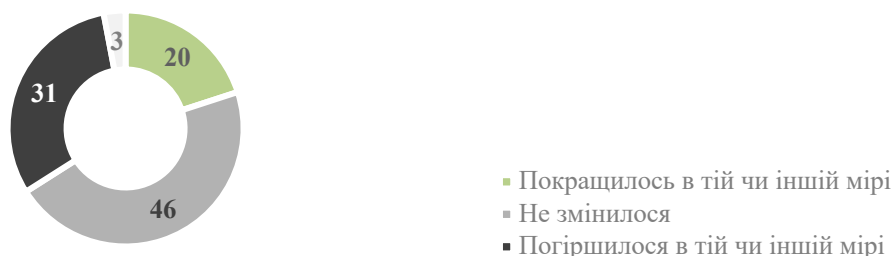 3
20
31
46
Покращилось в тій чи іншій мірі
Не змінилося
Погіршилося в тій чи іншій мірі